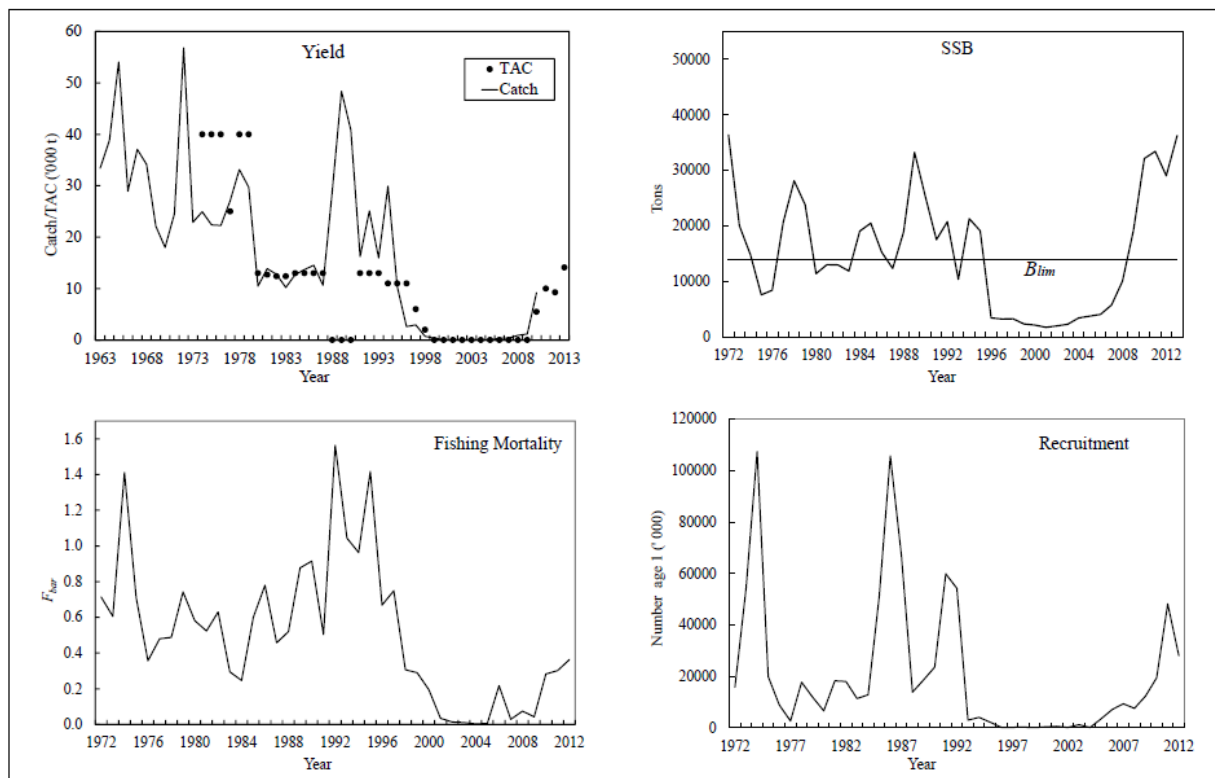 Yield
TAC
Catch
60
50
40
30
20
10
0
Catch/TAC ('000 t)
1963 1968 1973 1978 1983 1988 1993 1998 2003 2008 2013
Year
SSB
50000
40000
30000
20000
10000
0
Tons
Blim
1972 1976 1980 1984 1988 1992 1996 2000 2004 2008 2012
Year
Fishing Mortality
1.6
1.4
1.2
1.0
0.8
0.6
0.4
0.2
0.0
Fbar
1972 1976 1980 1984 1988 1992 1996 2000 2004 2008 2012
Year
Recruitment
120000
100000
80000
60000
40000
20000
0
Number age 1 (' 000)
1972 1977 1982 1987 1992 1997 2002 2007 2012
Year